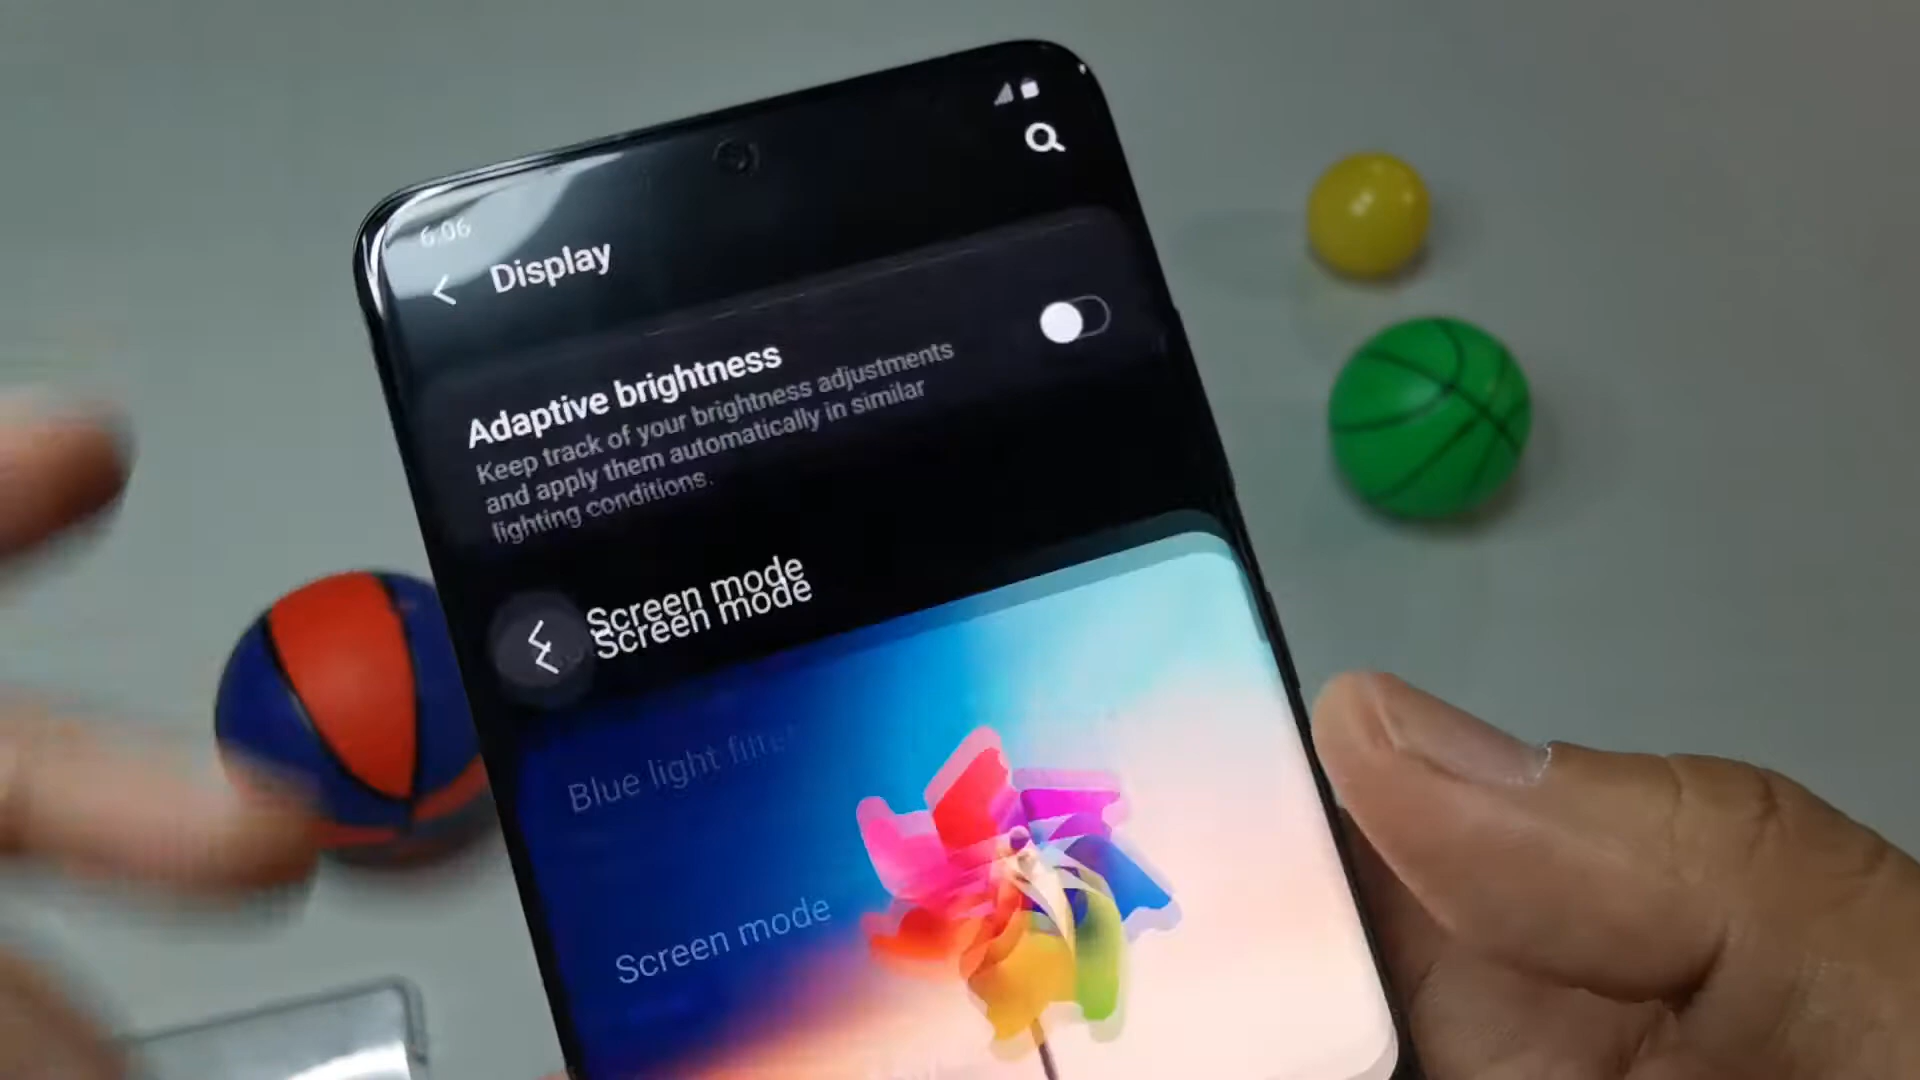 6:06
Display
Adaptive brightness
Keep track of your brightness adjustments
and apply them automatically in similar
lighting conditions.
Screen mode
Screen mode
Blue light filter
Screen mode